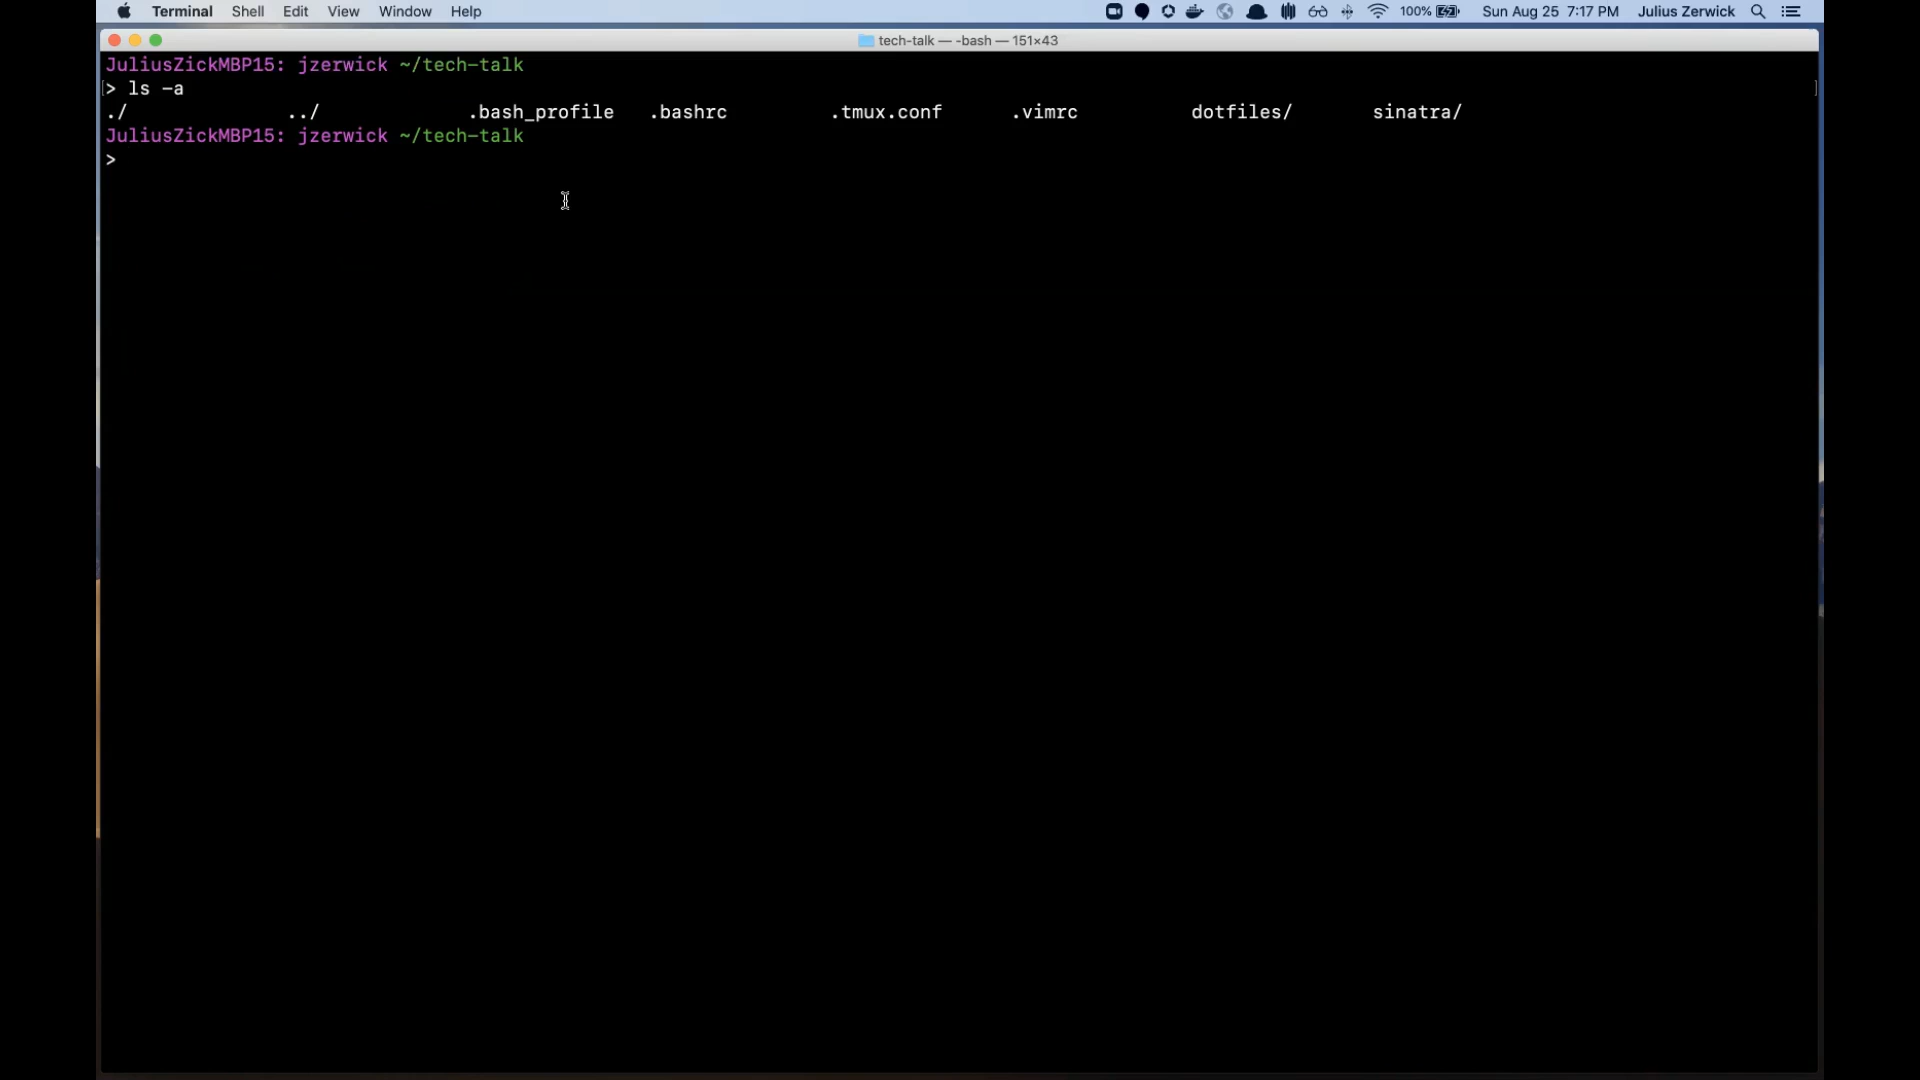 Terminal Shell Edit View Window Help 100% Sun Aug 25 7:17 PM Julius Zerwick
tech-talk — -bash — 151×43
JuliusZickMBP15: jzerwick ~/tech-talk
> ls -a
./ ../ .bash_profile .bashrc .tmux.conf .vimrc dotfiles/ sinatra/
JuliusZickMBP15: jzerwick ~/tech-talk
>